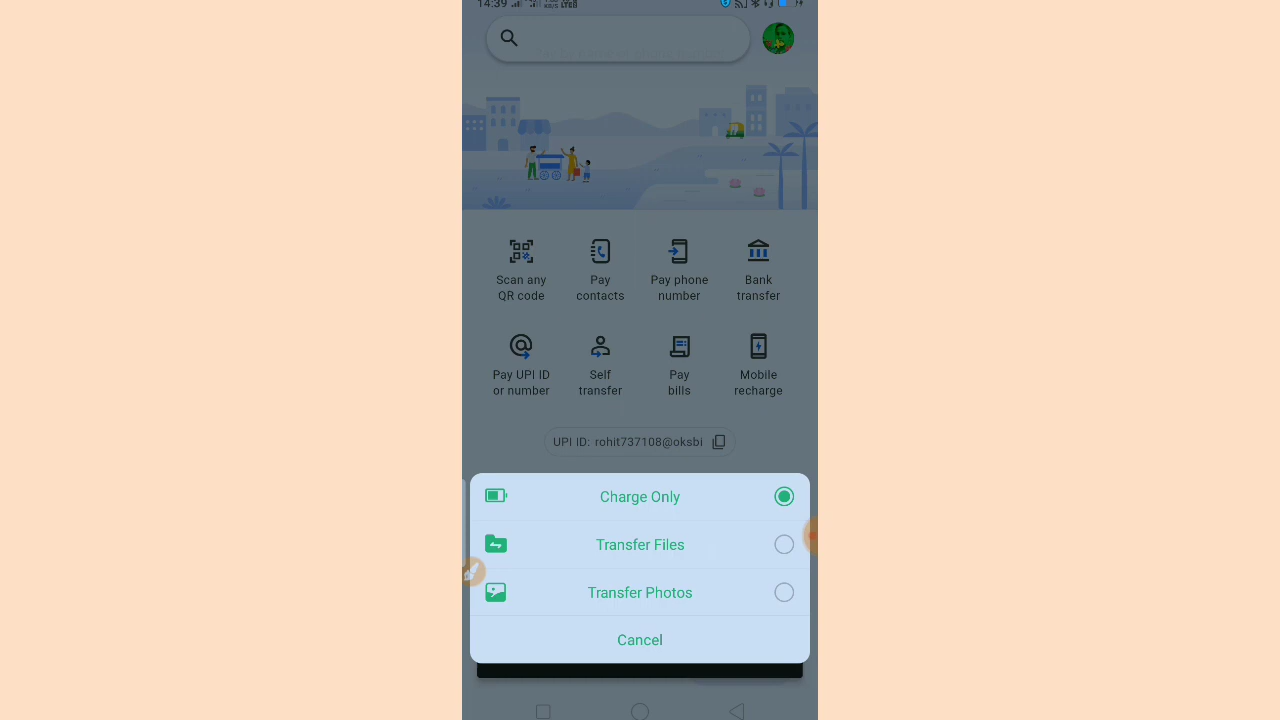 14:39
Scan any
QR code
Pay
contacts
Pay phone
number
Bank
transfer
Pay UPI ID
or number
Self
transfer
Pay
bills
Mobile
recharge
UPI ID: rohit737108@oksbi
Charge Only
Transfer Files
Transfer Photos
Cancel